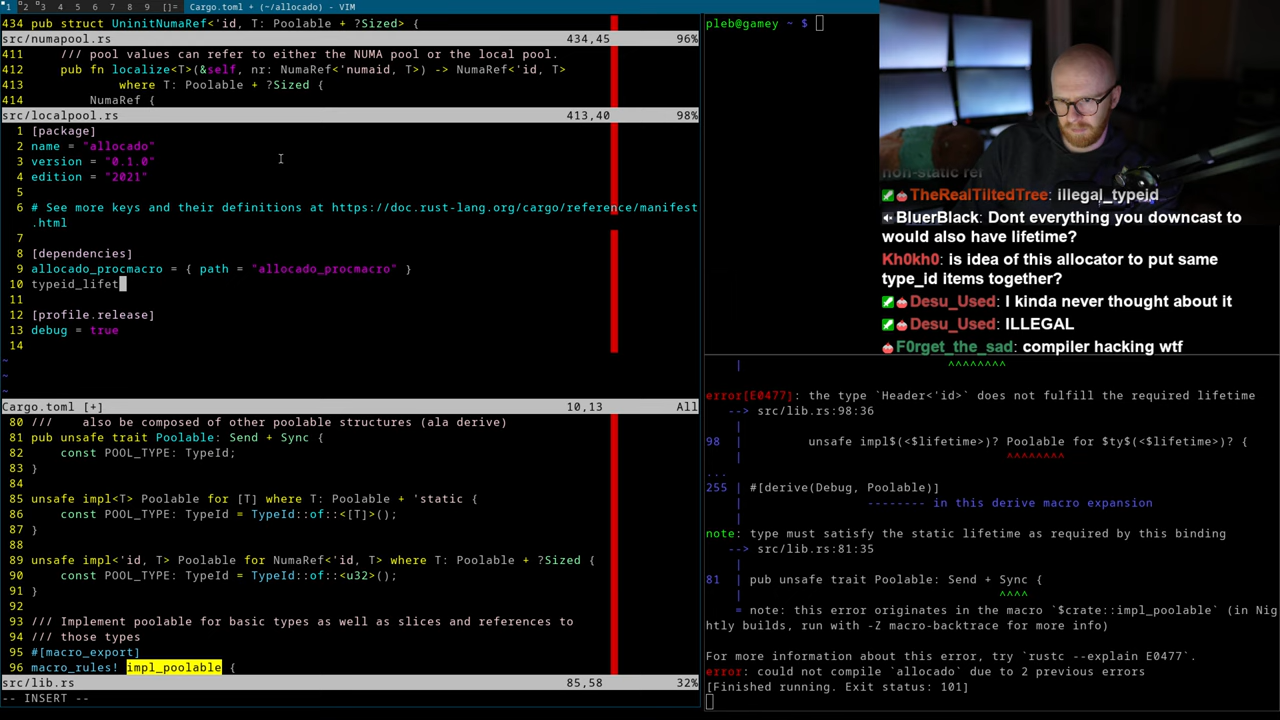 1 2 3 4 5 6 7 8 9 []= Cargo.toml + (~/allocado) - VIM
434 pub struct UninitNumaRef<'id, T: Poolable + ?Sized> {
src/numapool.rs 434,45 96%
411 /// pool values can refer to either the NUMA pool or the local pool.
412 pub fn localize<T>(&self, nr: NumaRef<'numaid, T>) -> NumaRef<'id, T>
413 where T: Poolable + ?Sized {
414 NumaRef {
src/localpool.rs 413,40 98%
1 [package]
2 name = "allocado"
3 version = "0.1.0"
4 edition = "2021"
5
6 # See more keys and their definitions at https://doc.rust-lang.org/cargo/reference/manifest
.html
7
8 [dependencies]
9 allocado_procmacro = { path = "allocado_procmacro" }
10 typeid_lifet
11
12 [profile.release]
13 debug = true
14
~
~
~
Cargo.toml [+] 10,13 All
80 /// also be composed of other poolable structures (ala derive)
81 pub unsafe trait Poolable: Send + Sync {
82 const POOL_TYPE: TypeId;
83 }
84
85 unsafe impl<T> Poolable for [T] where T: Poolable + 'static {
86 const POOL_TYPE: TypeId = TypeId::of::<[T]>();
87 }
88
89 unsafe impl<'id, T> Poolable for NumaRef<'id, T> where T: Poolable + ?Sized {
90 const POOL_TYPE: TypeId = TypeId::of::<u32>();
91 }
92
93 /// Implement poolable for basic types as well as slices and references to
94 /// those types
95 #[macro_export]
96 macro_rules! impl_poolable {
src/lib.rs 85,58 32%
-- INSERT --
pleb@gamey ~ $
non-static ref
TheRealTiltedTree: illegal_typeid
BluerBlack: Dont everything you downcast to
would also have lifetime?
Kh0kh0: is idea of this allocator to put same
type_id items together?
Desu_Used: I kinda never thought about it
Desu_Used: ILLEGAL
F0rget_the_sad: compiler hacking wtf
| ^^^^^^^^
error[E0477]: the type `Header<'id>` does not fulfill the required lifetime
--> src/lib.rs:98:36
|
98 | unsafe impl$(<$lifetime>)? Poolable for $ty$(<$lifetime>)? {
| ^^^^^^^^
...
255 | #[derive(Debug, Poolable)]
| -------- in this derive macro expansion
|
note: type must satisfy the static lifetime as required by this binding
--> src/lib.rs:81:35
|
81 | pub unsafe trait Poolable: Send + Sync {
| ^^^^
= note: this error originates in the macro `$crate::impl_poolable` (in Nig
htly builds, run with -Z macro-backtrace for more info)
For more information about this error, try `rustc --explain E0477`.
error: could not compile `allocado` due to 2 previous errors
[Finished running. Exit status: 101]